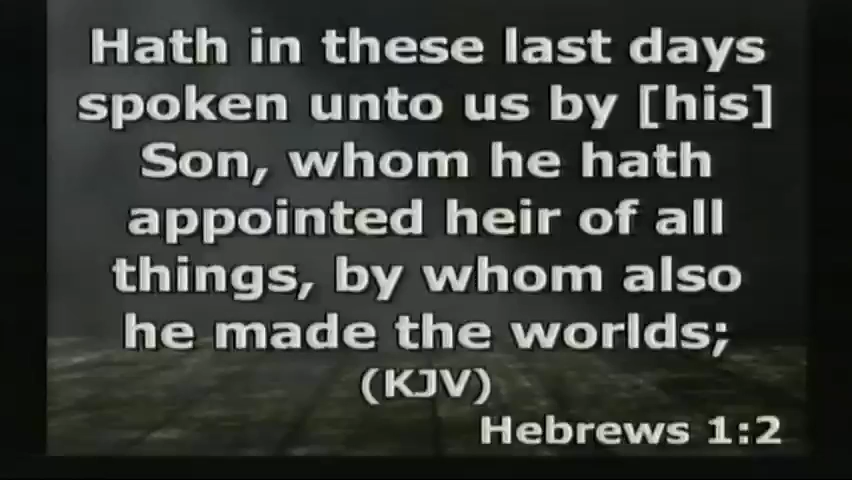 Hath in these last days
spoken unto us by [his]
Son, whom he hath
appointed heir of all
things, by whom also
he made the worlds;
(KJV)
Hebrews 1:2